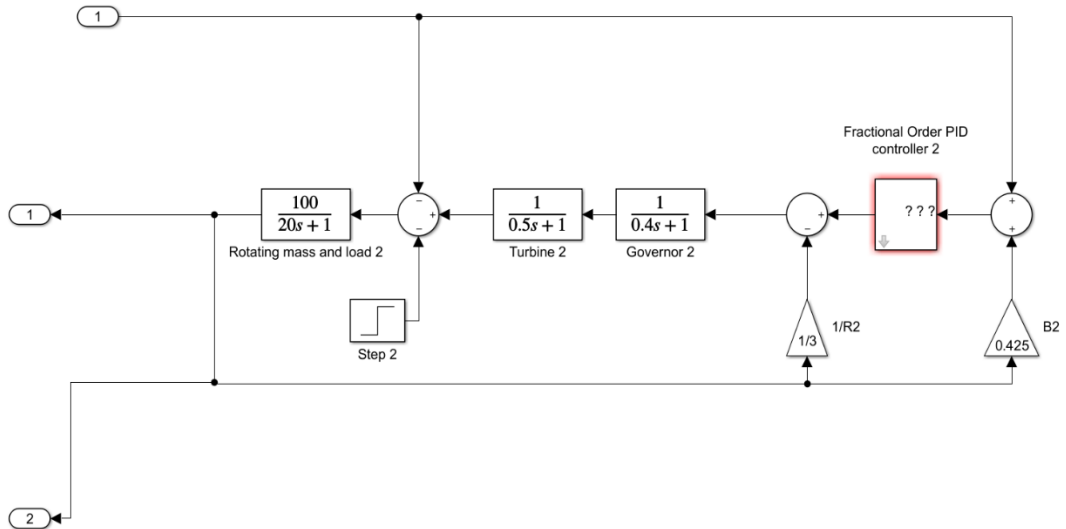 1
Fractional Order PID
controller 2
? ? ?
+
+
1
100
20s + 1
Rotating mass and load 2
−
+
−
1
0.5s + 1
Turbine 2
1
0.4s + 1
Governor 2
+
−
Step 2
1/3
1/R2
0.425
B2
2